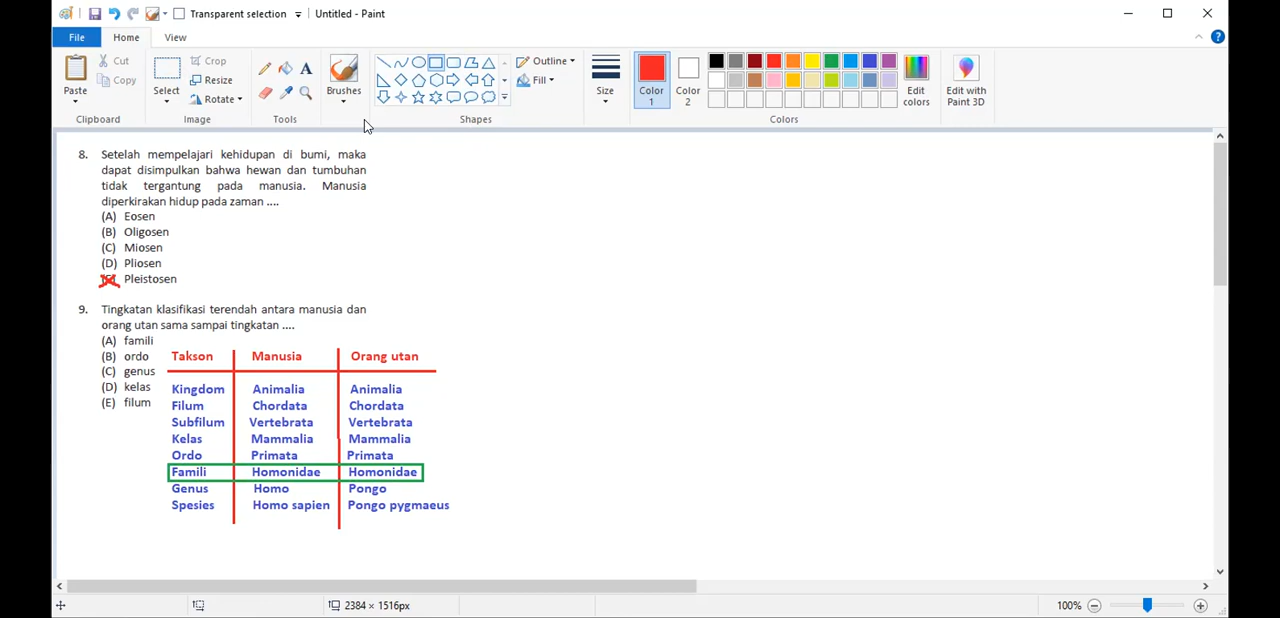 Transparent selection
Untitled - Paint
File
Home
View
Paste
Cut
Copy
Clipboard
Select
Crop
Resize
Rotate
Image
A
Tools
Brushes
Outline
Fill
Shapes
Size
Color 1
Color 2
Edit colors
Colors
Edit with Paint 3D
8. Setelah mempelajari kehidupan di bumi, maka
dapat disimpulkan bahwa hewan dan tumbuhan
tidak tergantung pada manusia. Manusia
diperkirakan hidup pada zaman ....
(A) Eosen
(B) Oligosen
(C) Miosen
(D) Pliosen
Pleistosen
9. Tingkatan klasifikasi terendah antara manusia dan
orang utan sama sampai tingkatan ....
(A) famili
(B) ordo
(C) genus
(D) kelas
(E) filum
Takson Manusia Orang utan
Kingdom Animalia Animalia
Filum Chordata Chordata
Subfilum Vertebrata Vertebrata
Kelas Mammalia Mammalia
Ordo Primata Primata
Famili Homonidae Homonidae
Genus Homo Pongo
Spesies Homo sapien Pongo pygmaeus
2384 × 1516px
100%